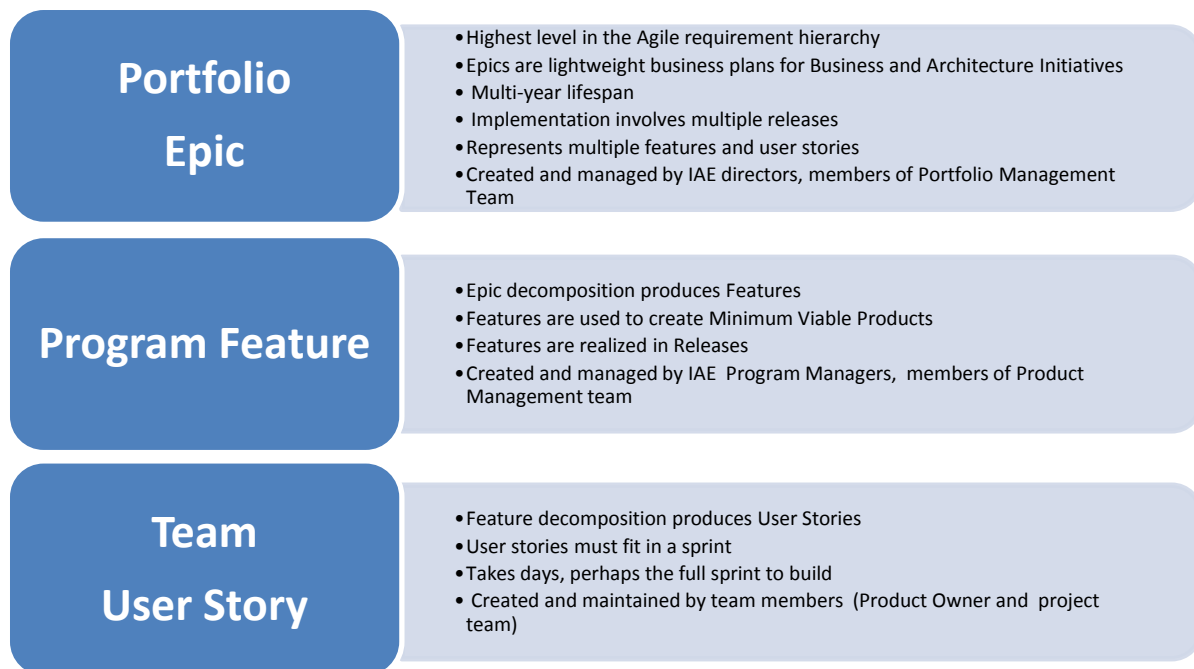 Portfolio
Epic
•Highest level in the Agile requirement hierarchy
•Epics are lightweight business plans for Business and Architecture Initiatives
• Multi-year lifespan
• Implementation involves multiple releases
•Represents multiple features and user stories
•Created and managed by IAE directors, members of Portfolio Management
Team
Program Feature
•Epic decomposition produces Features
•Features are used to create Minimum Viable Products
•Features are realized in Releases
•Created and managed by IAE  Program Managers,  members of Product
Management team
Team
User Story
•Feature decomposition produces User Stories
•User stories must fit in a sprint
•Takes days, perhaps the full sprint to build
• Created and maintained by team members  (Product Owner and  project
team)